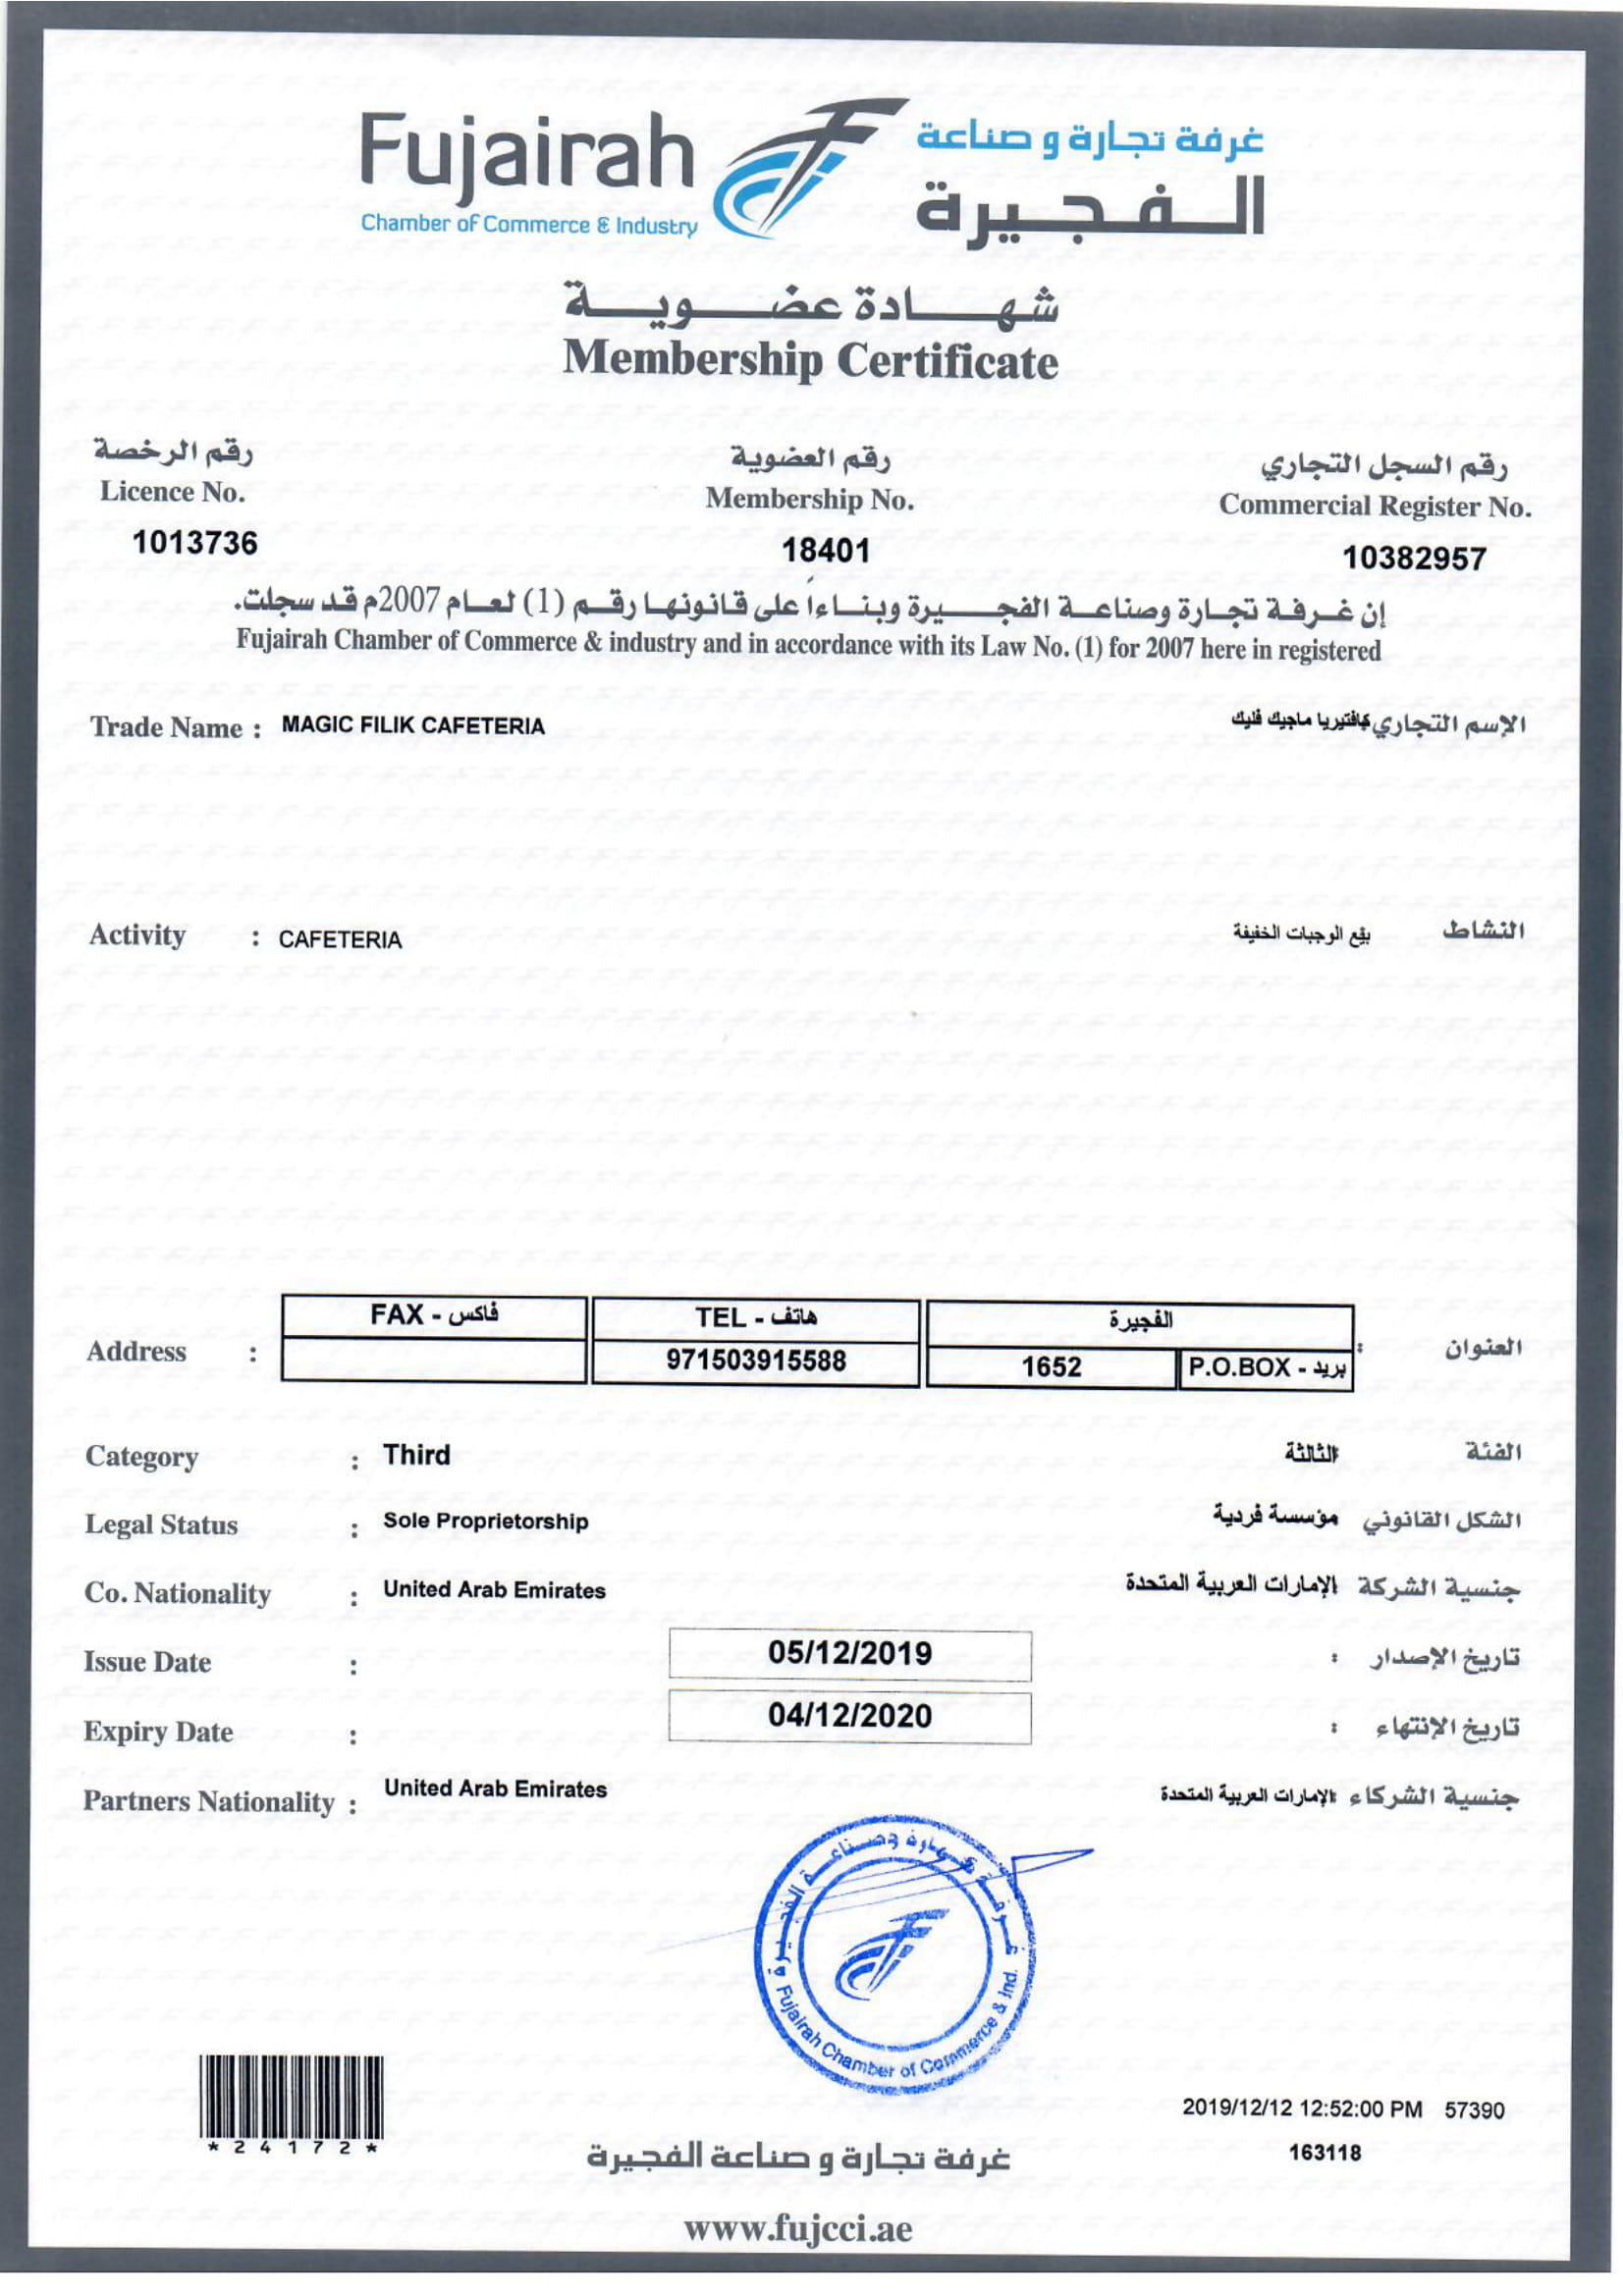 Fujairah
Chamber of Commerce & Industry
غرفة تجارة و صناعة
الفجيرة
شهادة عضوية
Membership Certificate
رقم الرخصة
Licence No.
1013736
رقم العضوية
Membership No.
18401
رقم السجل التجاري
Commercial Register No.
10382957
إن غرفة تجارة وصناعة الفجيرة وبناءاً على قانونها رقم (1) لعام 2007م قد سجلت.
Fujairah Chamber of Commerce & industry and in accordance with its Law No. (1) for 2007 here in registered
Trade Name : MAGIC FILIK CAFETERIA
الإسم التجاري كافتيريا ماجيك فليك
Activity : CAFETERIA
النشاط بيع الوجبات الخفيفة
Address :
FAX - فاكس
TEL - هاتف
971503915588
الفجيرة
1652
P.O.BOX - بريد
العنوان :
Category : Third
الفئة الثالثة
Legal Status : Sole Proprietorship
الشكل القانوني مؤسسة فردية
Co. Nationality : United Arab Emirates
جنسية الشركة الإمارات العربية المتحدة
Issue Date : 05/12/2019
تاريخ الإصدار :
Expiry Date : 04/12/2020
تاريخ الإنتهاء :
Partners Nationality : United Arab Emirates
جنسية الشركاء الإمارات العربية المتحدة
غرفة تجارة وصناعة الفجيرة
Fujairah Chamber of Commerce & Ind.
*24172*
2019/12/12 12:52:00 PM 57390
163118
غرفة تجارة و صناعة الفجيرة
www.fujcci.ae